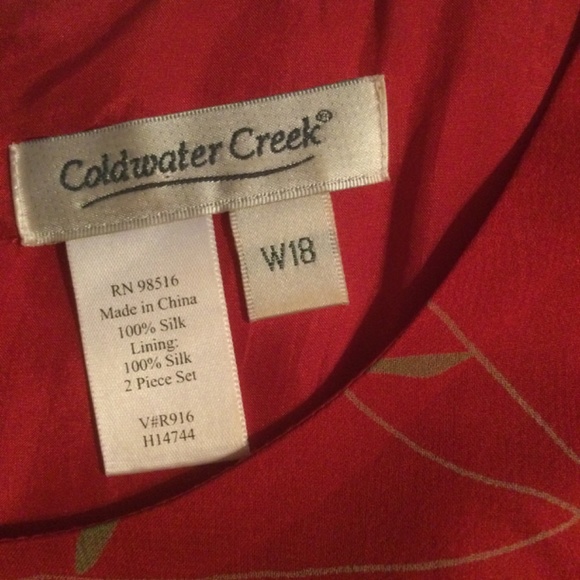 Coldwater Creek®
W18
RN 98516
Made in China
100% Silk
Lining:
100% Silk
2 Piece Set
V#R916
H14744